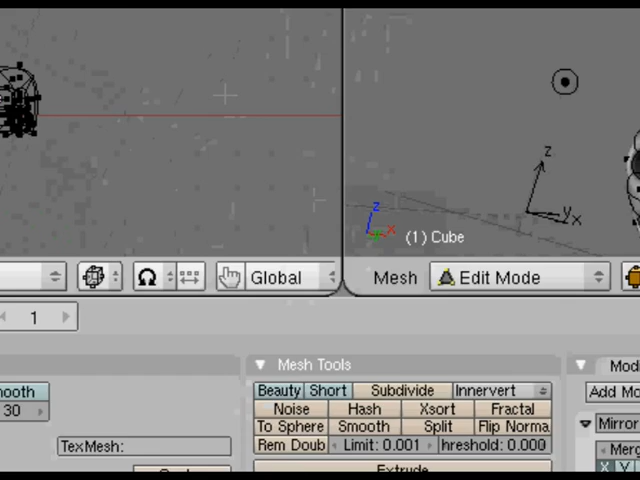 z
y
x
z
x
(1) Cube
Global
Mesh
Edit Mode
1
Mesh Tools
Modi
mooth
Beauty Short Subdivide Innervert
Add Mo
30
Noise Hash Xsort Fractal
To Sphere Smooth Split Flip Norma
Mirror
TexMesh:
Rem Doub Limit: 0.001 hreshold: 0.000
Merg
Extrude
X Y